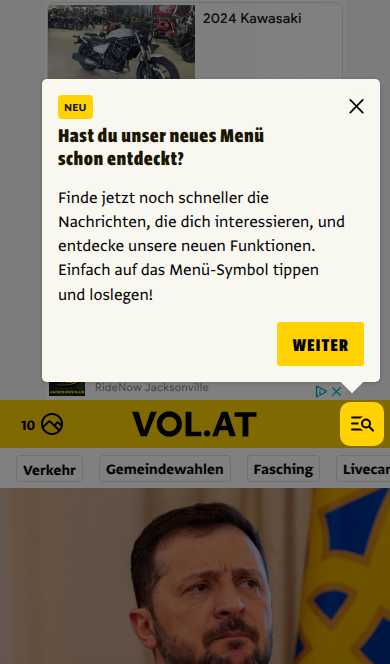 2024 Kawasaki
NEU
Hast du unser neues Menü
schon entdeckt?
Finde jetzt noch schneller die
Nachrichten, die dich interessieren, und
entdecke unsere neuen Funktionen.
Einfach auf das Menü-Symbol tippen
und loslegen!
WEITER
RideNow Jacksonville
10
VOL.AT
Verkehr
Gemeindewahlen
Fasching
Livecam